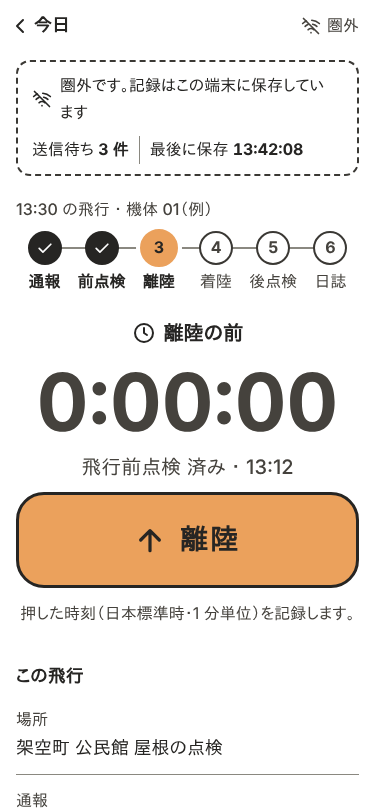 今日
圏外
圏外です。記録はこの端末に保存してい
ます
送信待ち 3 件
最後に保存 13:42:08
13:30 の飛行・機体 01（例）
3 4 5 6
通報 前点検 離陸 着陸 後点検 日誌
離陸の前
0:00:00
飛行前点検 済み・13:12
離陸
押した時刻（日本標準時・1 分単位）を記録します。
この飛行
場所
架空町 公民館 屋根の点検
通報